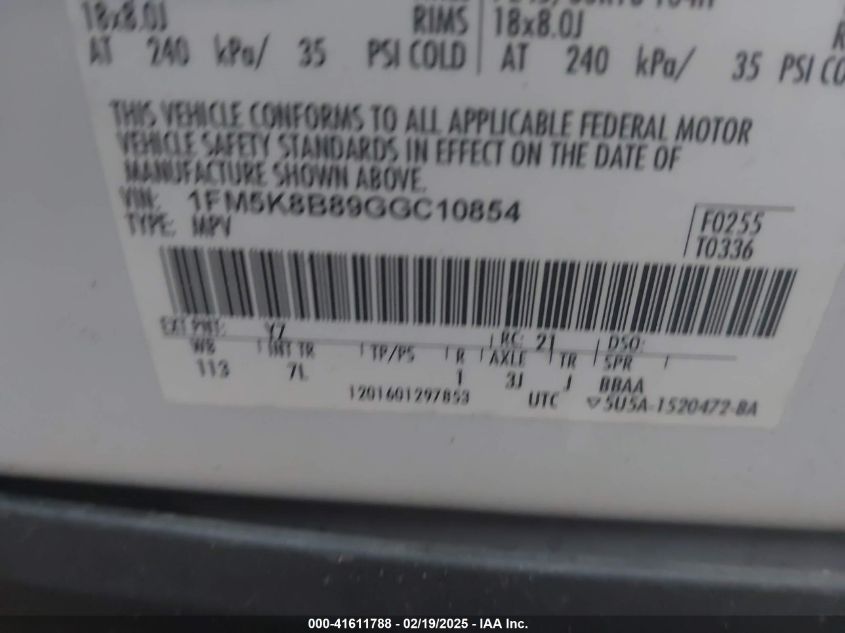 18x8.0J RIMS 18x8.0J
AT 240 kPa/ 35 PSI COLD AT 240 kPa/ 35 PSI CO
THIS VEHICLE CONFORMS TO ALL APPLICABLE FEDERAL MOTOR
VEHICLE SAFETY STANDARDS IN EFFECT ON THE DATE OF
MANUFACTURE SHOWN ABOVE.
VIN: 1FM5K8B89GGC10854
TYPE: MPV
F0255
T0336
EXT PNT: YZ RC: 21 DSO:
WB INT TR TP/PS R AXLE TR SPR
113 7L 1 3J J BBAA
1201601297853 UTC ▽5U5A-1520472-BA
000-41611788 - 02/19/2025 - IAA Inc.